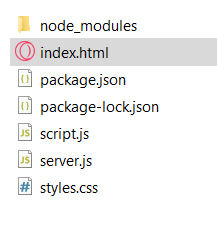 node_modules
index.html
package.json
package-lock.json
script.js
server.js
styles.css